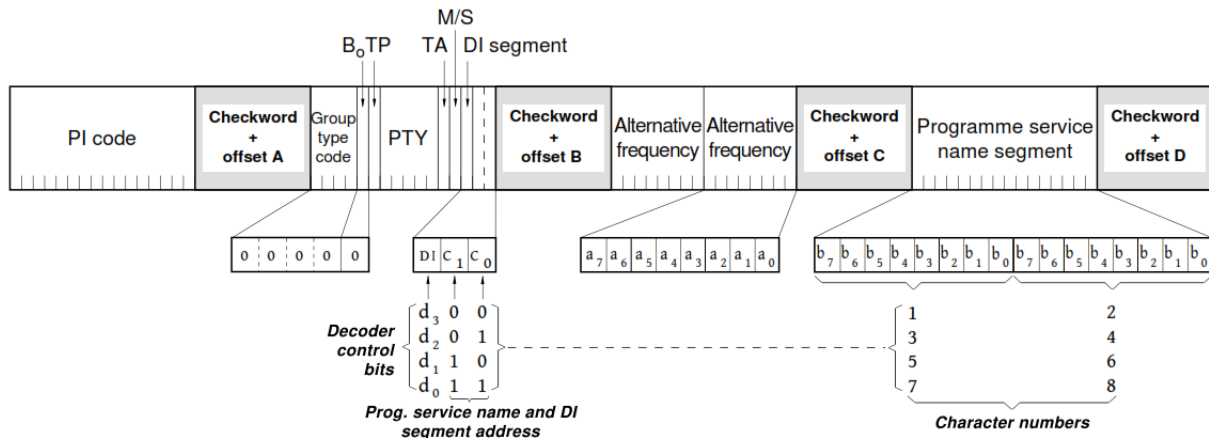 M/S
B₀ TP TA DI segment
PI code
Checkword
+
offset A
Group
type
code
PTY
Checkword
+
offset B
Alternative
frequency
Alternative
frequency
Checkword
+
offset C
Programme service
name segment
Checkword
+
offset D
0 0 0 0 0
DI C₁ C₀
a₇ a₆ a₅ a₄ a₃ a₂ a₁ a₀
b₇ b₆ b₅ b₄ b₃ b₂ b₁ b₀ b₇ b₆ b₅ b₄ b₃ b₂ b₁ b₀
Decoder
control
bits
d₃ 0 0
d₂ 0 1
d₁ 1 0
d₀ 1 1
1 2
3 4
5 6
7 8
Prog. service name and DI
segment address
Character numbers